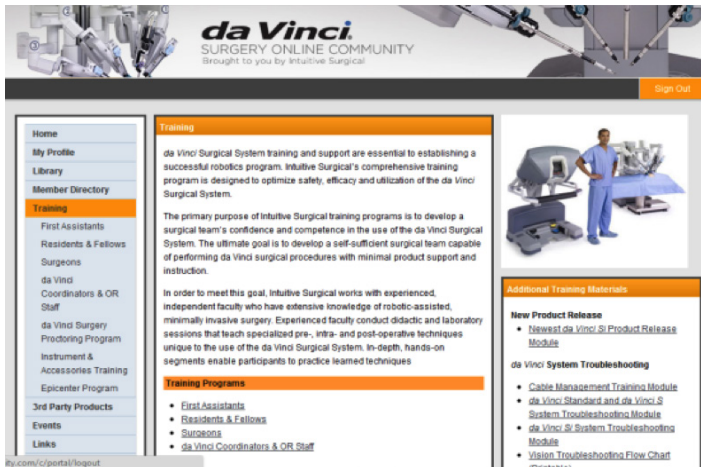 da Vinci.
SURGERY ONLINE COMMUNITY
Brought to you by Intuitive Surgical
Sign Out
Home
My Profile
Library
Member Directory
Training
First Assistants
Residents & Fellows
Surgeons
da Vinci
Coordinators & OR
Staff
da Vinci Surgery
Proctoring Program
Instrument &
Accessories Training
Epicenter Program
3rd Party Products
Events
Links
ity.com/c/portal/logout
Training
da Vinci Surgical System training and support are essential to establishing a
successful robotics program. Intuitive Surgical's comprehensive training
program is designed to optimize safety, efficacy and utilization of the da Vinci
Surgical System.
The primary purpose of Intuitive Surgical training programs is to develop a
surgical team's confidence and competence in the use of the da Vinci Surgical
System. The ultimate goal is to develop a self-sufficient surgical team capable
of performing da Vinci surgical procedures with minimal product support and
instruction.
In order to meet this goal, Intuitive Surgical works with experienced,
independent faculty who have extensive knowledge of robotic-assisted,
minimally invasive surgery. Experienced faculty conduct didactic and laboratory
sessions that teach specialized pre-, intra- and post-operative techniques
unique to the use of the da Vinci Surgical System. In-depth, hands-on
segments enable participants to practice learned techniques
Training Programs
• First Assistants
• Residents & Fellows
• Surgeons
• da Vinci Coordinators & OR Staff
Additional Training Materials
New Product Release
• Newest da Vinci Si Product Release
Module
da Vinci System Troubleshooting
• Cable Management Training Module
• da Vinci Standard and da Vinci S
System Troubleshooting Module
• da Vinci Si System Troubleshooting
Module
• Vision Troubleshooting Flow Chart